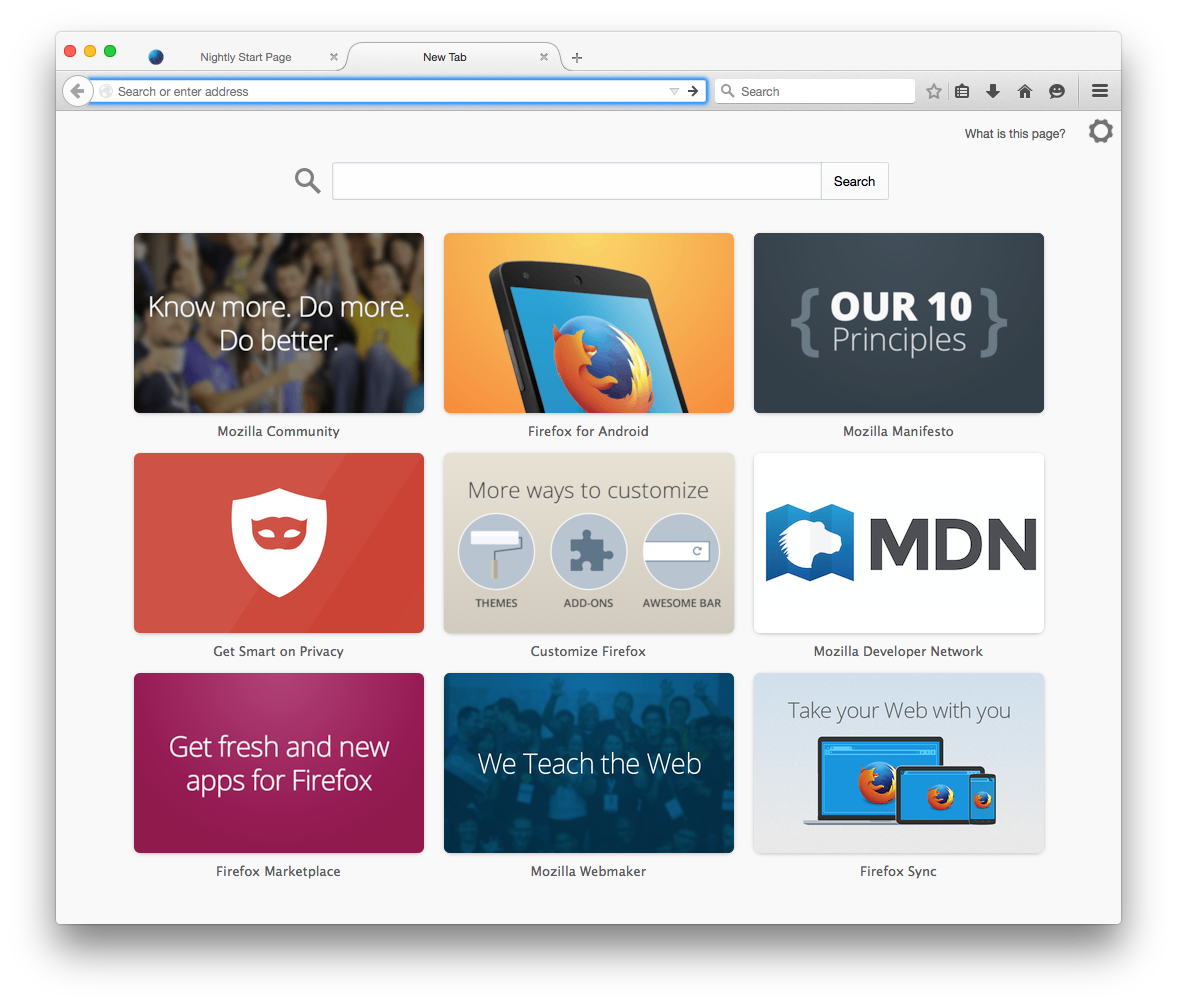 Nightly Start Page
New Tab
Search or enter address
Search
What is this page?
Search
Know more. Do more.
Do better.
Mozilla Community
Firefox for Android
{ OUR 10 }
Principles
Mozilla Manifesto
Get Smart on Privacy
More ways to customize
THEMES
ADD-ONS
AWESOME BAR
Customize Firefox
MDN
Mozilla Developer Network
Get fresh and new
apps for Firefox
Firefox Marketplace
We Teach the Web
Mozilla Webmaker
Take your Web with you
Firefox Sync